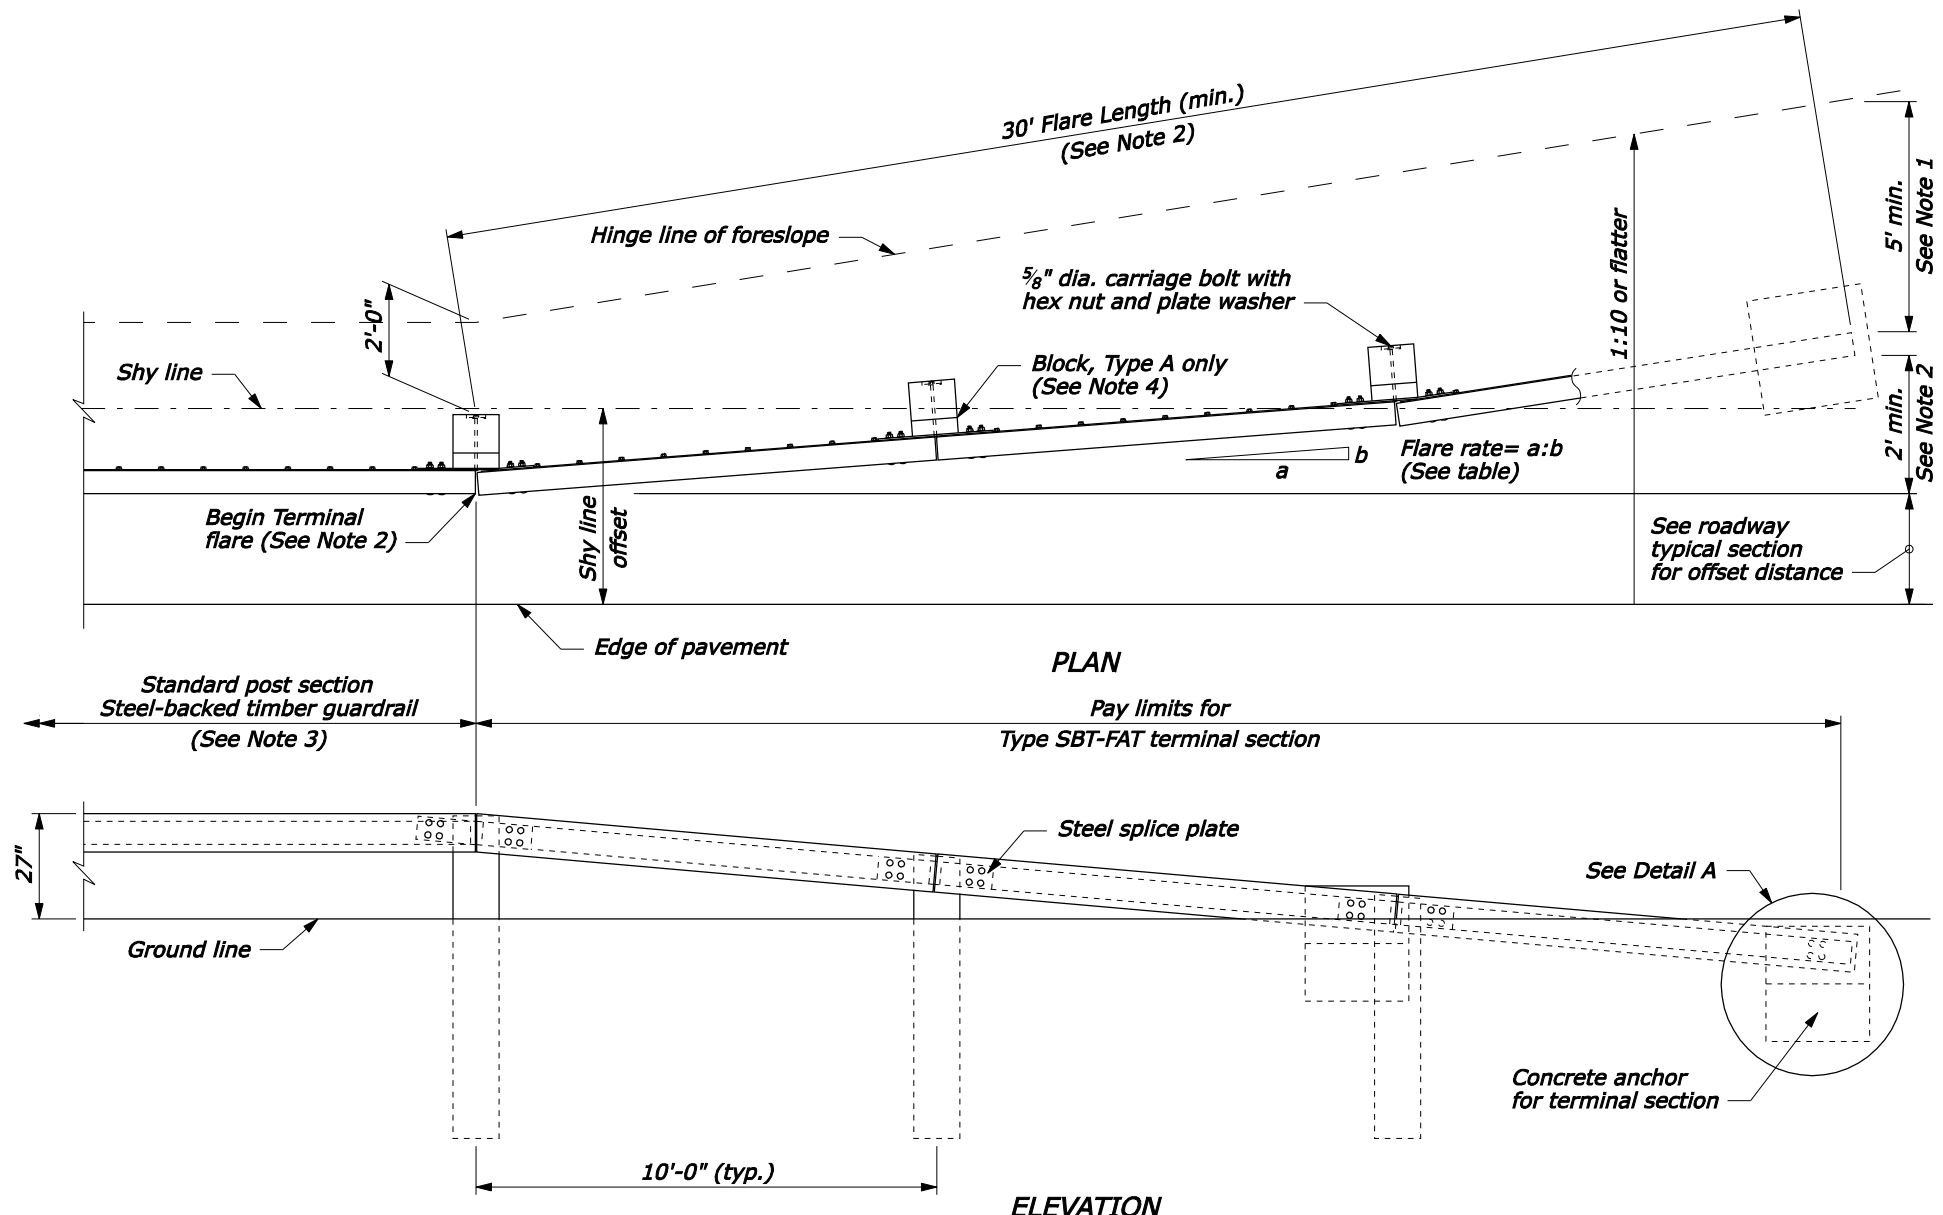 30' Flare Length (min.)
(See Note 2)
Hinge line of foreslope
5/8" dia. carriage bolt with
hex nut and plate washer
2'-0"
Shy line
Block, Type A only
(See Note 4)
1:10 or flatter
5' min.
See Note 1
2' min.
See Note 2
Flare rate= a:b
(See table)
a
b
Begin Terminal
flare (See Note 2)
Shy line
offset
See roadway
typical section
for offset distance
Edge of pavement
PLAN
Standard post section
Steel-backed timber guardrail
(See Note 3)
Pay limits for
Type SBT-FAT terminal section
27"
Steel splice plate
See Detail A
Ground line
Concrete anchor
for terminal section
10'-0" (typ.)
ELEVATION